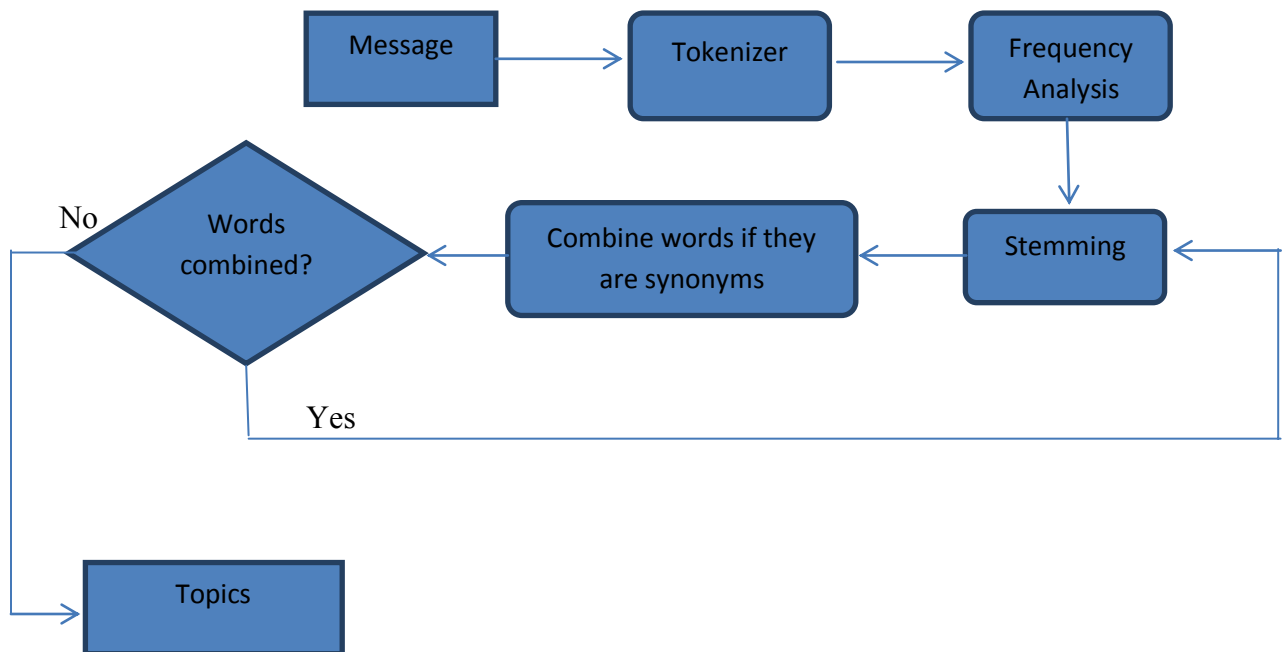 Message
Tokenizer
Frequency
Analysis
No
Words
combined?
Combine words if they
are synonyms
Stemming
Yes
Topics